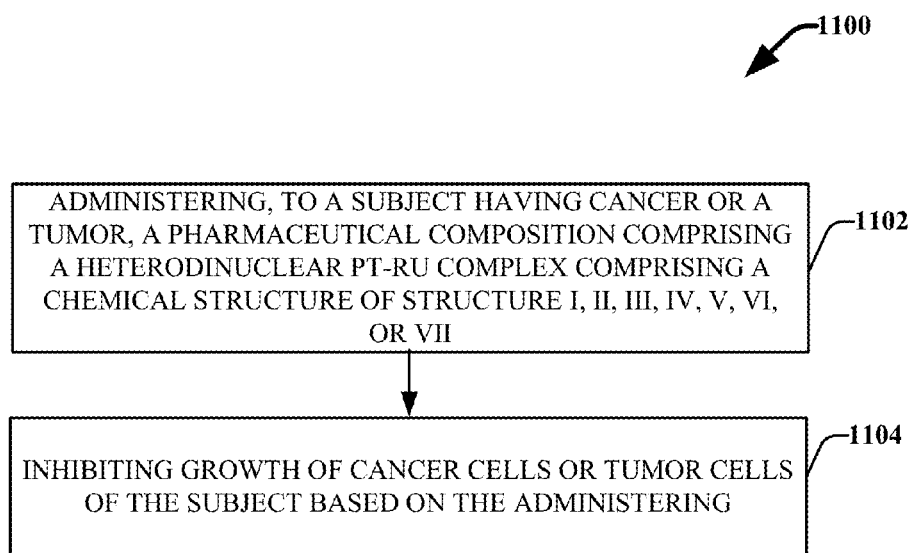 1100
ADMINISTERING, TO A SUBJECT HAVING CANCER OR A
TUMOR, A PHARMACEUTICAL COMPOSITION COMPRISING
A HETERODINUCLEAR PT-RU COMPLEX COMPRISING A
CHEMICAL STRUCTURE OF STRUCTURE I, II, III, IV, V, VI,
OR VII
1102
INHIBITING GROWTH OF CANCER CELLS OR TUMOR CELLS
OF THE SUBJECT BASED ON THE ADMINISTERING
1104